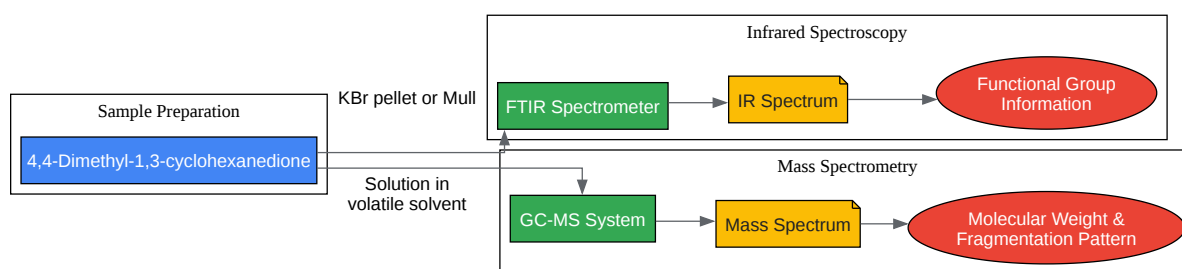 Sample Preparation
4,4-Dimethyl-1,3-cyclohexanedione
KBr pellet or Mull
Solution in
volatile solvent
Infrared Spectroscopy
FTIR Spectrometer
IR Spectrum
Functional Group
Information
Mass Spectrometry
GC-MS System
Mass Spectrum
Molecular Weight &
Fragmentation Pattern